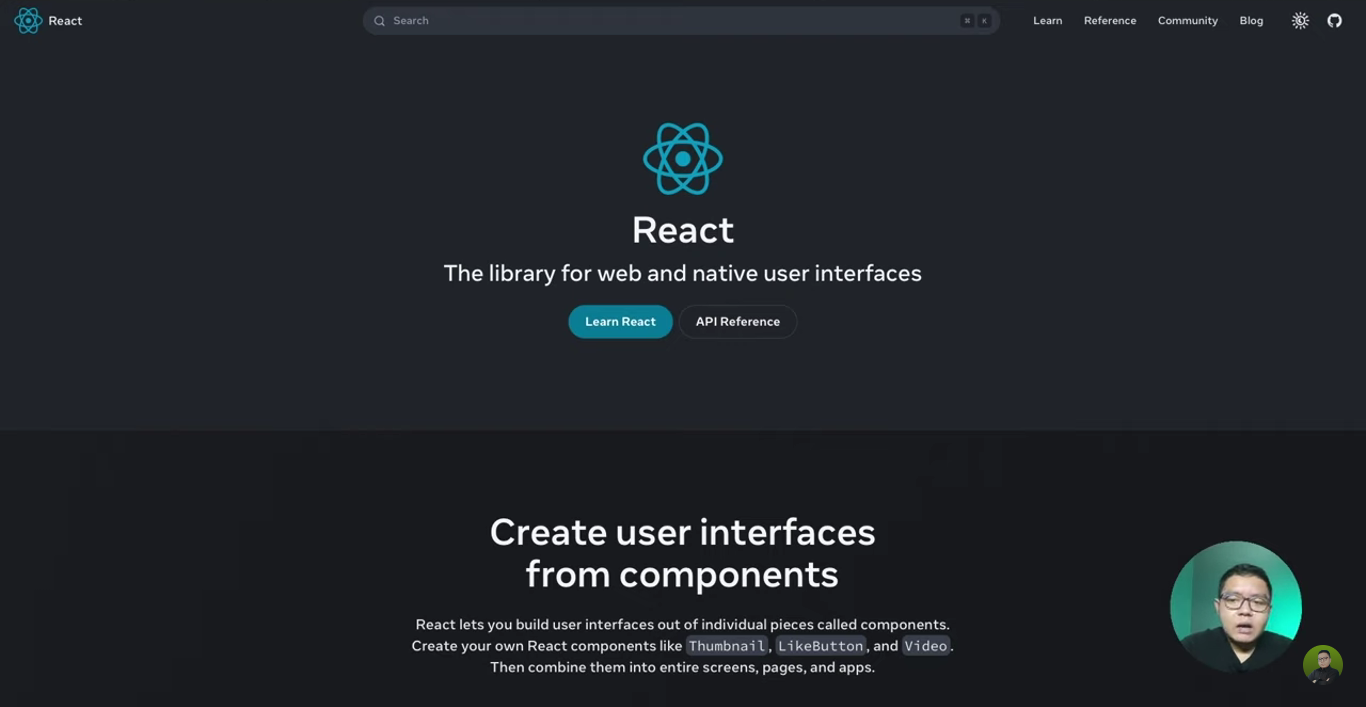 React
Search
⌘ K
Learn
Reference
Community
Blog
React
The library for web and native user interfaces
Learn React
API Reference
Create user interfaces
from components
React lets you build user interfaces out of individual pieces called components.
Create your own React components like Thumbnail, LikeButton, and Video.
Then combine them into entire screens, pages, and apps.